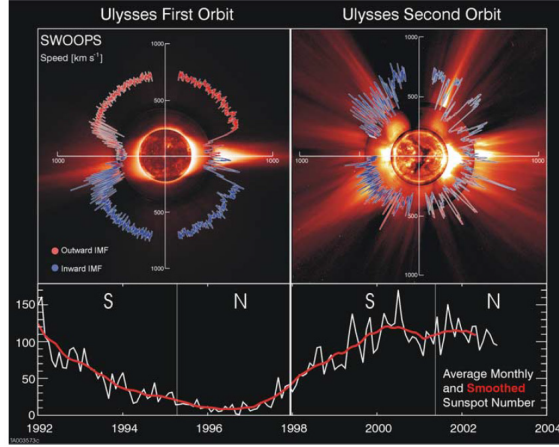 Ulysses First Orbit
Ulysses Second Orbit
SWOOPS
Speed [km s⁻¹]
1000
1000
500
500
1000
1000
1000
1000
500
500
1000
1000
Outward IMF
Inward IMF
S
N
S
N
150
100
50
0
Average Monthly
and Smoothed
Sunspot Number
1992
1994
1996
1998
2000
2002
2004